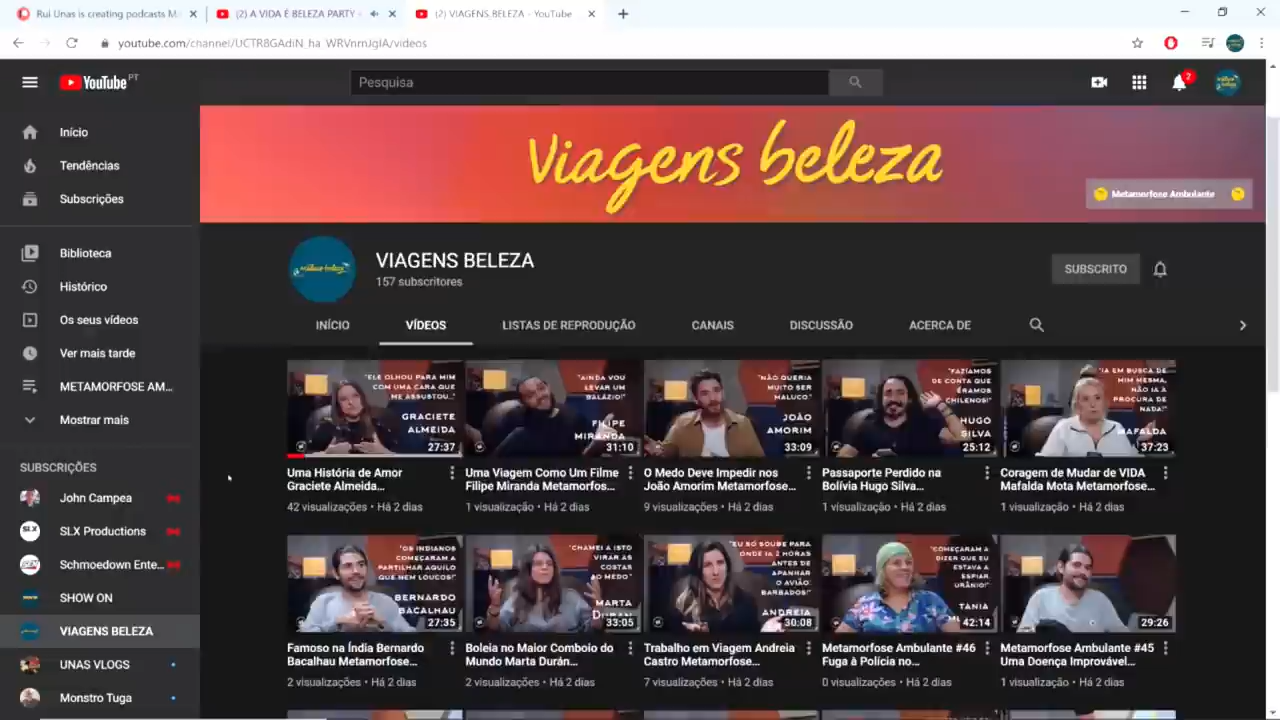 Rui Unas is creating podcasts M
(2) A VIDA É BELEZA PARTY -
(2) VIAGENS BELEZA - YouTube
youtube.com/channel/UCTR8GAdiN_ha_WRVnmJgIA/videos
YouTube PT
Pesquisa
2
Início
Tendências
Subscrições
Biblioteca
Histórico
Os seus vídeos
Ver mais tarde
METAMORFOSE AM...
Mostrar mais
SUBSCRIÇÕES
John Campea
SLX Productions
Schmoedown Ente...
SHOW ON
VIAGENS BELEZA
UNAS VLOGS
Monstro Tuga
Viagens beleza
Metamorfose Ambulante
VIAGENS BELEZA
157 subscritores
SUBSCRITO
INÍCIO
VÍDEOS
LISTAS DE REPRODUÇÃO
CANAIS
DISCUSSÃO
ACERCA DE
"ELE OLHOU PARA MIM
COM UMA CARA QUE
ME ASSUSTOU..."
GRACIETE
ALMEIDA
27:37
Uma História de Amor
Graciete Almeida...
42 visualizações • Há 2 dias
"AINDA VOU
LEVAR UM
BALÁZIO!"
FILIPE
MIRANDA
31:10
Uma Viagem Como Um Filme
Filipe Miranda Metamorfos...
1 visualização • Há 2 dias
"NÃO QUERIA
MUITO SER
MALUCO."
JOÃO
AMORIM
33:09
O Medo Deve Impedir nos
João Amorim Metamorfose...
9 visualizações • Há 2 dias
"FAZÍAMOS
DE CONTA QUE
ÉRAMOS
CHILENOS!"
HUGO
SILVA
25:12
Passaporte Perdido na
Bolívia Hugo Silva...
1 visualização • Há 2 dias
"IA EM BUSCA DE
MIM MESMA,
NÃO IA À
PROCURA DE
NADA!"
MAFALDA
37:23
Coragem de Mudar de VIDA
Mafalda Mota Metamorfose...
1 visualização • Há 2 dias
"OS INDIANOS
COMEÇARAM A
PARTILHAR AQUILO
QUE NEM LOUCOS!"
BERNARDO
BACALHAU
27:35
Famoso na Índia Bernardo
Bacalhau Metamorfose...
2 visualizações • Há 2 dias
"CHAMEI A ISTO
VIRAR AS
COSTAS
AO MEDO"
MARTA
33:05
Boleia no Maior Comboio do
Mundo Marta Durán...
2 visualizações • Há 2 dias
"EU SÓ SOUBE PARA
ONDE IA 2 HORAS
ANTES DE
APANHAR
O AVIÃO:
BARBADOS!"
ANDREIA
30:08
Trabalho em Viagem Andreia
Castro Metamorfose...
7 visualizações • Há 2 dias
"COMEÇARAM A
DIZER QUE EU
ESTAVA A
ESPIAR
URÂNIO!"
TANIA
42:14
Metamorfose Ambulante #46
Fuga à Polícia no...
0 visualizações • Há 2 dias
29:26
Metamorfose Ambulante #45
Uma Doença Improvável...
1 visualização • Há 2 dias